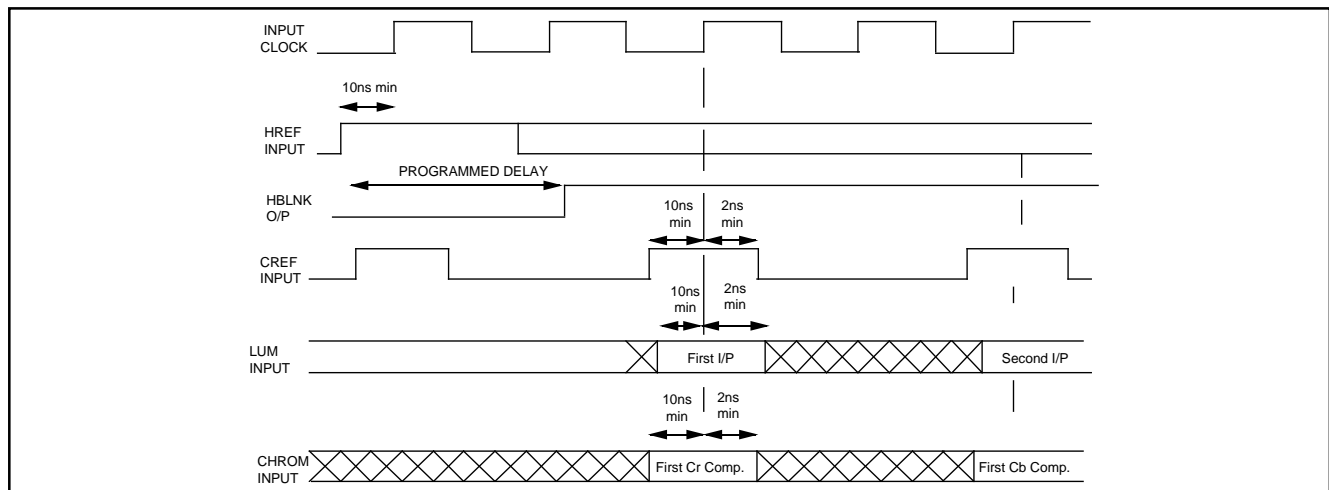 INPUT
CLOCK
10ns min
HREF
INPUT
PROGRAMMED DELAY
HBLNK
O/P
10ns
min
2ns
min
CREF
INPUT
10ns
min
2ns
min
LUM
INPUT
First I/P
Second I/P
10ns
min
2ns
min
CHROM
INPUT
First Cr Comp.
First Cb Comp.